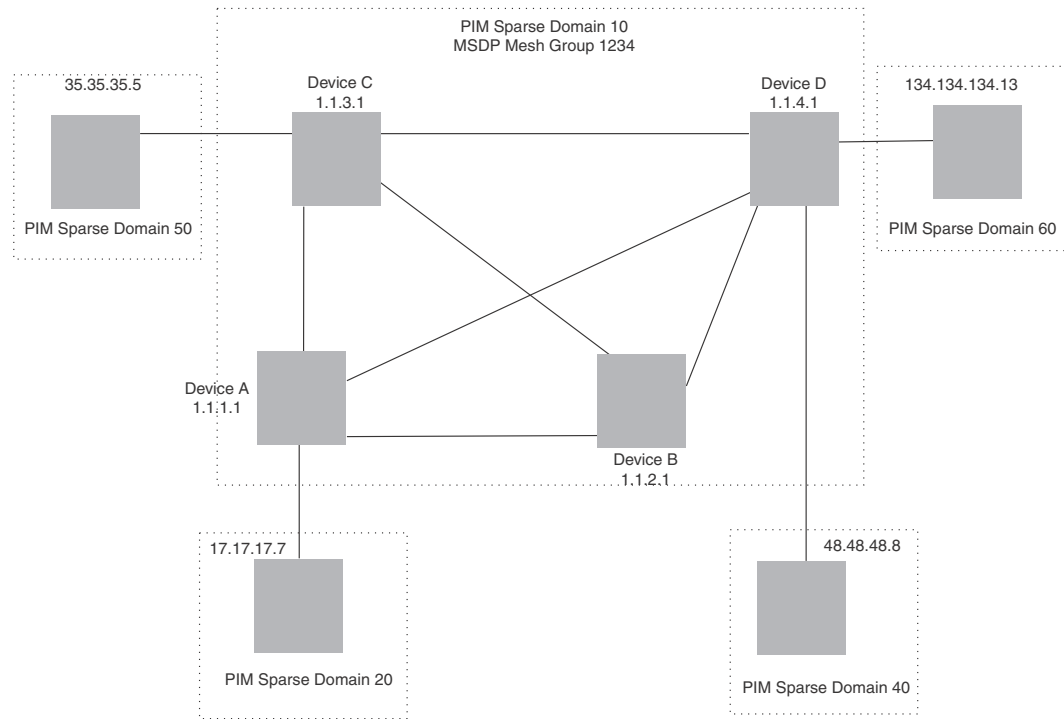 PIM Sparse Domain 10
MSDP Mesh Group 1234
35.35.35.5
Device C
1.1.3.1
Device D
1.1.4.1
134.134.134.13
PIM Sparse Domain 50
PIM Sparse Domain 60
Device A
1.1.1.1
Device B
1.1.2.1
17.17.17.7
48.48.48.8
PIM Sparse Domain 20
PIM Sparse Domain 40